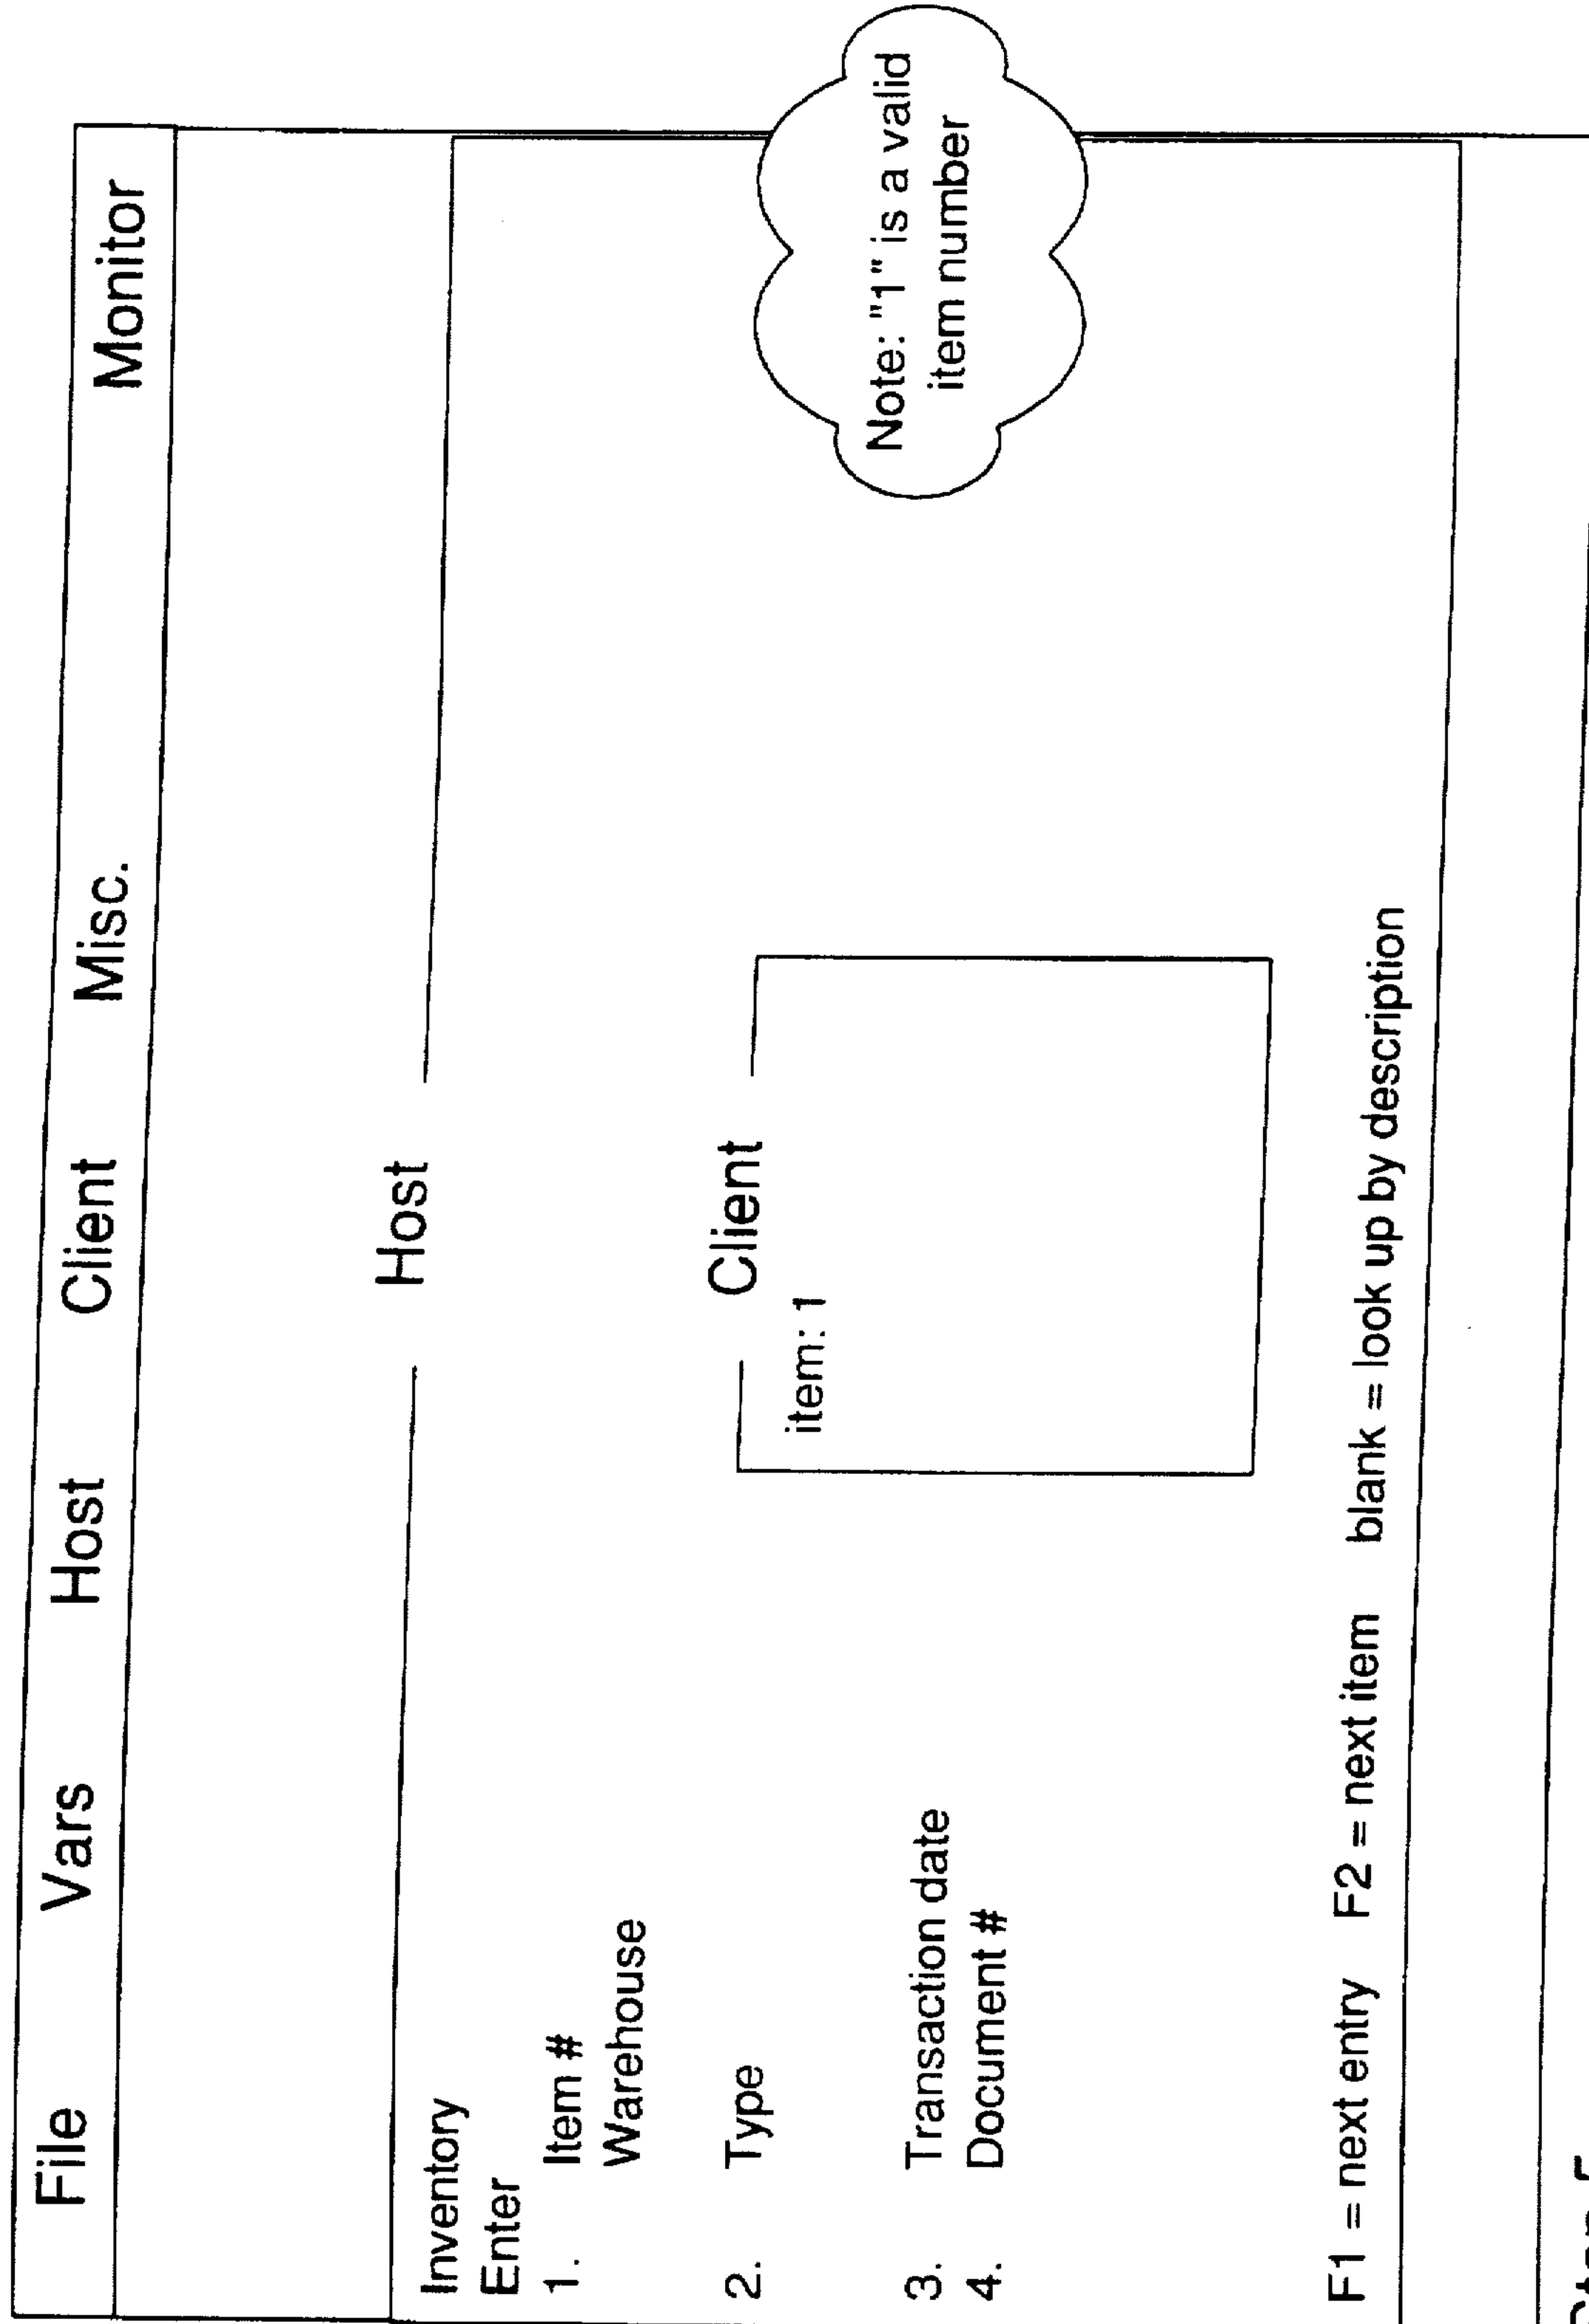 File Vars Host Client Misc. Monitor
Host
Inventory
Enter
1. Item #
Warehouse
2. Type
3. Transaction date
4. Document #
Client
item: 1
Note: "1" is a valid
item number
F1 = next entry F2 = next item blank = look up by description